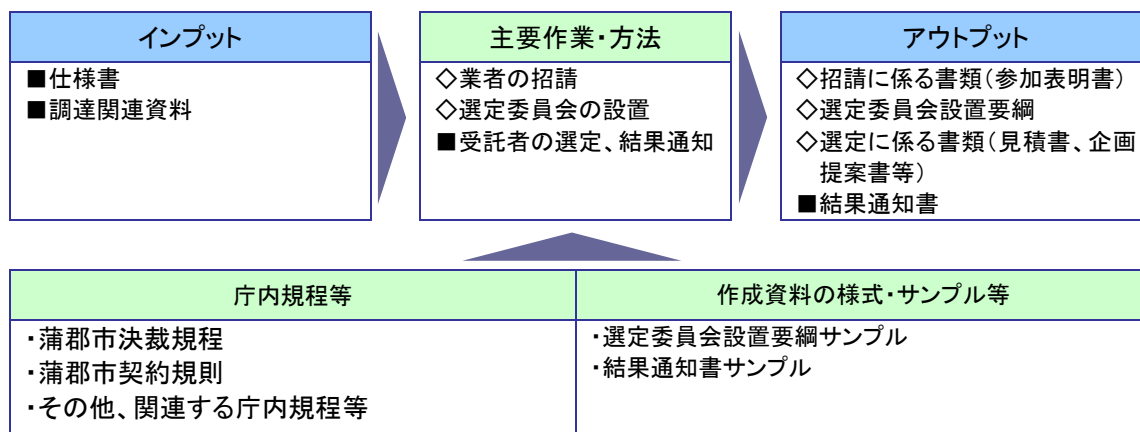 インプット
■仕様書
■調達関連資料
主要作業・方法
◇業者の招請
◇選定委員会の設置
■受託者の選定、結果通知
アウトプット
◇招請に係る書類(参加表明書)
◇選定委員会設置要綱
◇選定に係る書類(見積書、企画
提案書等)
■結果通知書
庁内規程等
・蒲郡市決裁規程
・蒲郡市契約規則
・その他、関連する庁内規程等
作成資料の様式・サンプル等
・選定委員会設置要綱サンプル
・結果通知書サンプル